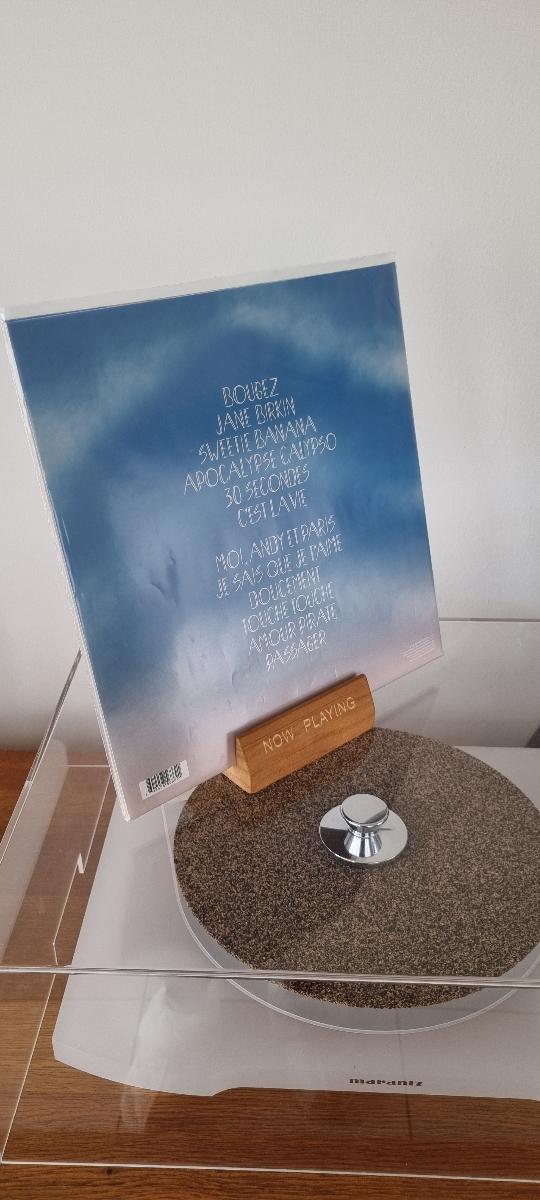 BOUGEZ
JANE BIRKIN
SWEETIE BANANA
APOCALYPSE CALYPSO
30 SECONDES
C'EST LA VIE
MOI, ANDY ET PARIS
JE SAIS QUE JE T'AIME
DOUCEMENT
TOUCHE TOUCHE
AMOUR PIRATE
PASSAGER
NOW PLAYING
marantz